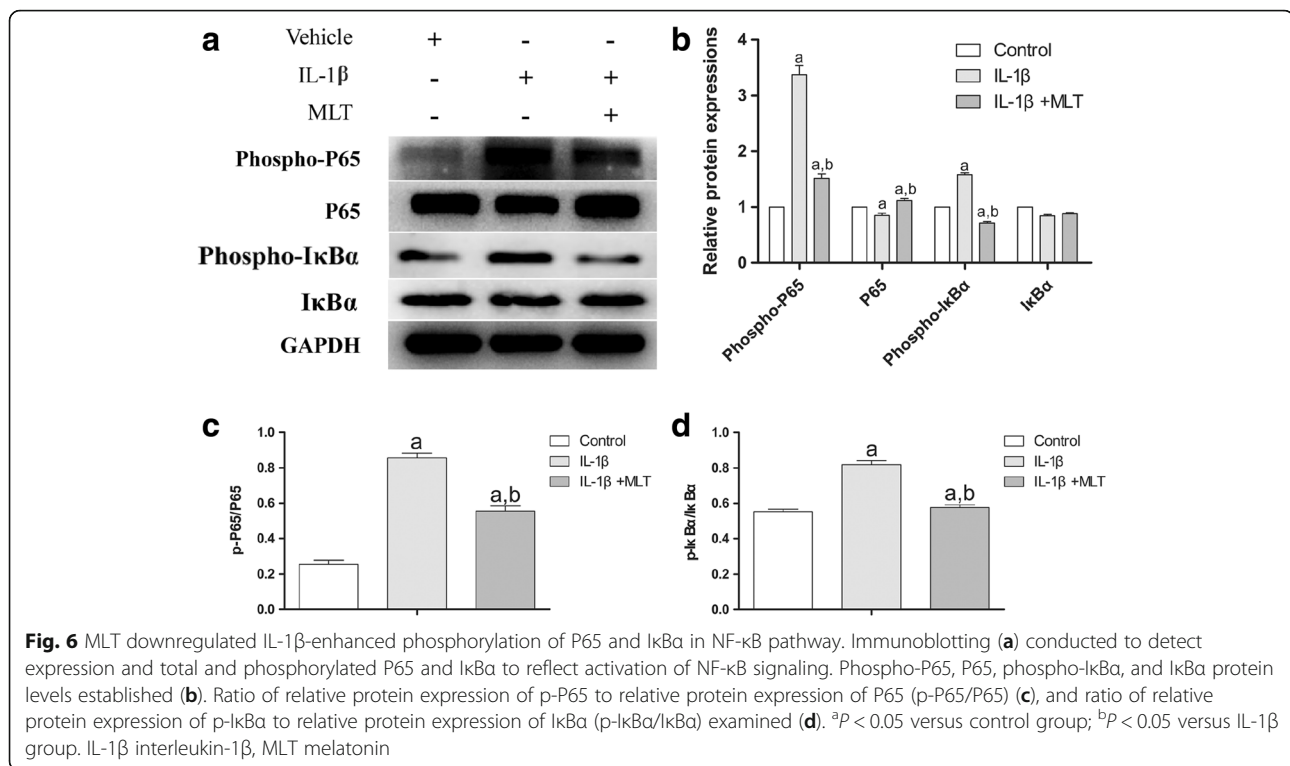 a
Vehicle + - -
IL-1β - + +
MLT - - +
Phospho-P65
P65
Phospho-IκBα
IκBα
GAPDH
b
Relative protein expressions
4
3
2
1
0
a
a,b
a
a,b
a
a,b
Control
IL-1β
IL-1β +MLT
Phospho-P65
P65
Phospho-IκBα
IκBα
c
p-P65/P65
1.0
0.8
0.6
0.4
0.2
0.0
a
a,b
Control
IL-1β
IL-1β +MLT
d
p-IκBα/IκBα
1.0
0.8
0.6
0.4
0.2
0.0
a
a,b
Control
IL-1β
IL-1β +MLT
Fig. 6 MLT downregulated IL-1β-enhanced phosphorylation of P65 and IκBα in NF-κB pathway. Immunoblotting (a) conducted to detect
expression and total and phosphorylated P65 and IκBα to reflect activation of NF-κB signaling. Phospho-P65, P65, phospho-IκBα, and IκBα protein
levels established (b). Ratio of relative protein expression of p-P65 to relative protein expression of P65 (p-P65/P65) (c), and ratio of relative
protein expression of p-IκBα to relative protein expression of IκBα (p-IκBα/IκBα) examined (d). aP < 0.05 versus control group; bP < 0.05 versus IL-1β
group. IL-1β interleukin-1β, MLT melatonin